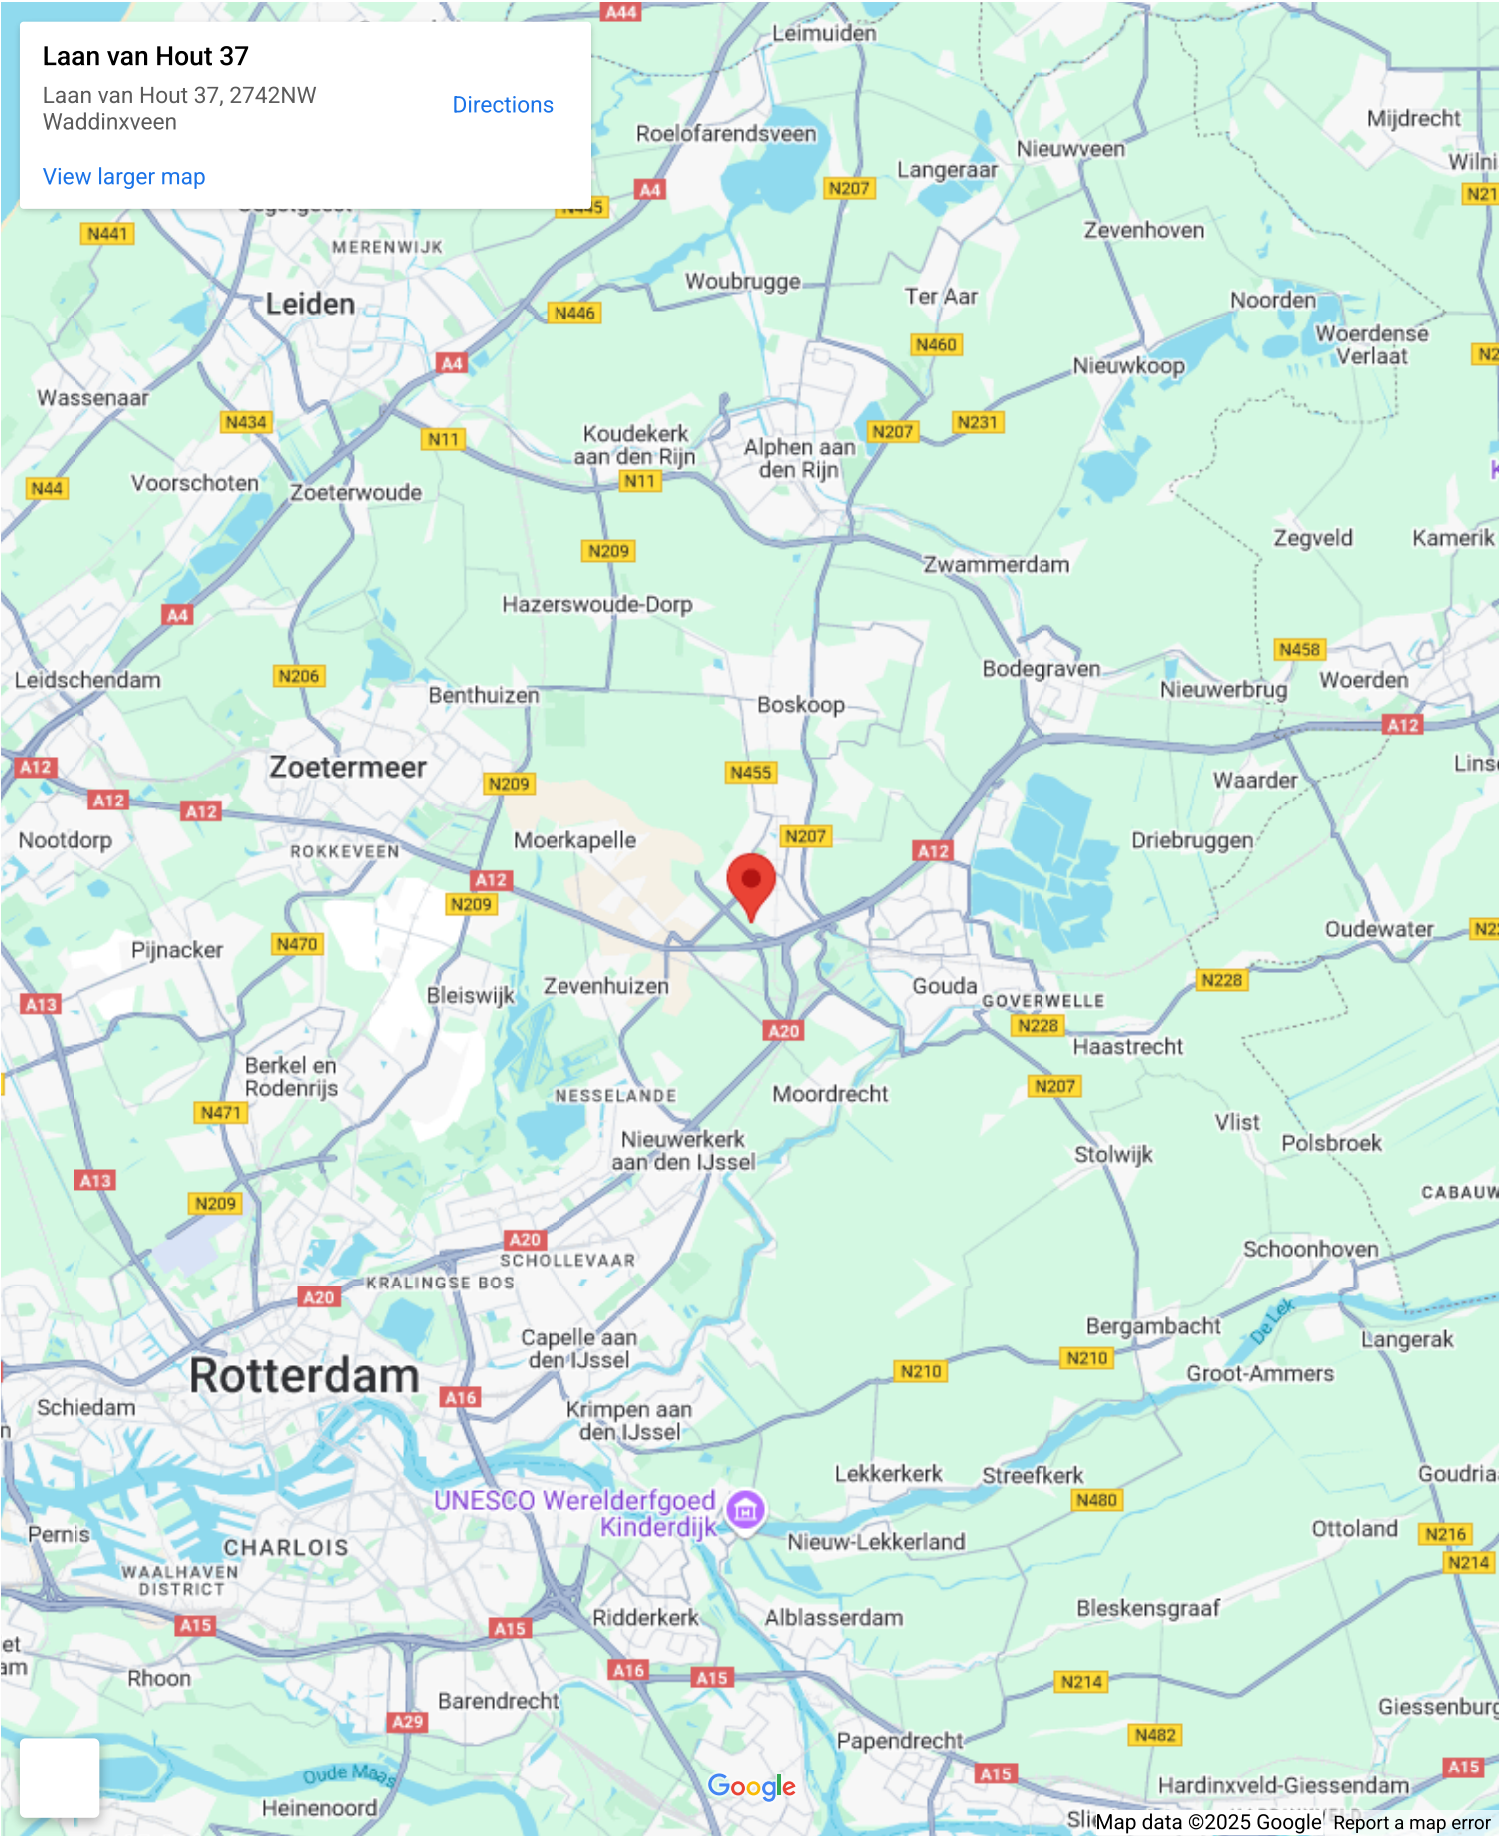 Laan van Hout 37
Laan van Hout 37, 2742NW
Waddinxveen
Directions
View larger map
A44
Leimuiden
Roelofarendsveen
Mijdrecht
Nieuwveen
Langeraar
A4
N207
N441
MERENWIJK
Zevenhoven
Woubrugge
Leiden
Ter Aar
Noorden
N446
Woerdense
Verlaat
N460
A4
Nieuwkoop
Wassenaar
N434
N11
Koudekerk
aan den Rijn
N207
N231
Alphen aan
den Rijn
N44
Voorschoten
Zoeterwoude
N11
Zegveld
Kamerik
N209
Zwammerdam
Hazerswoude-Dorp
A4
N458
Leidschendam
N206
Bodegraven
Woerden
Benthuizen
Nieuwerbrug
Boskoop
A12
A12
Zoetermeer
N455
Waarder
A12
A12
N209
Nootdorp
Moerkapelle
N207
Driebruggen
ROKKEVEEN
A12
A12
N209
Oudewater
N470
Pijnacker
N228
Zevenhuizen
Gouda
A13
Bleiswijk
GOVERWELLE
A20
N228
Haastrecht
Berkel en
Rodenrijs
N207
NESSELANDE
Moordrecht
N471
Vlist
Nieuwerkerk
aan den IJssel
Polsbroek
Stolwijk
A13
N209
A20
Schoonhoven
SCHOLLEVAAR
KRALINGSE BOS
A20
De Lek
Bergambacht
Capelle aan
den IJssel
Langerak
N210
N210
Rotterdam
Groot-Ammers
A16
Schiedam
Krimpen aan
den IJssel
Lekkerkerk
Streefkerk
UNESCO Werelderfgoed
Kinderdijk
N480
Pernis
Ottoland
N216
CHARLOIS
Nieuw-Lekkerland
N214
WAALHAVEN
DISTRICT
Bleskensgraaf
A15
A15
Ridderkerk
Alblasserdam
A16
A15
Rhoon
N214
Barendrecht
A29
Papendrecht
N482
Oude Maas
A15
A15
Google
Hardinxveld-Giessendam
Heinenoord
Map data ©2025 Google
Report a map error